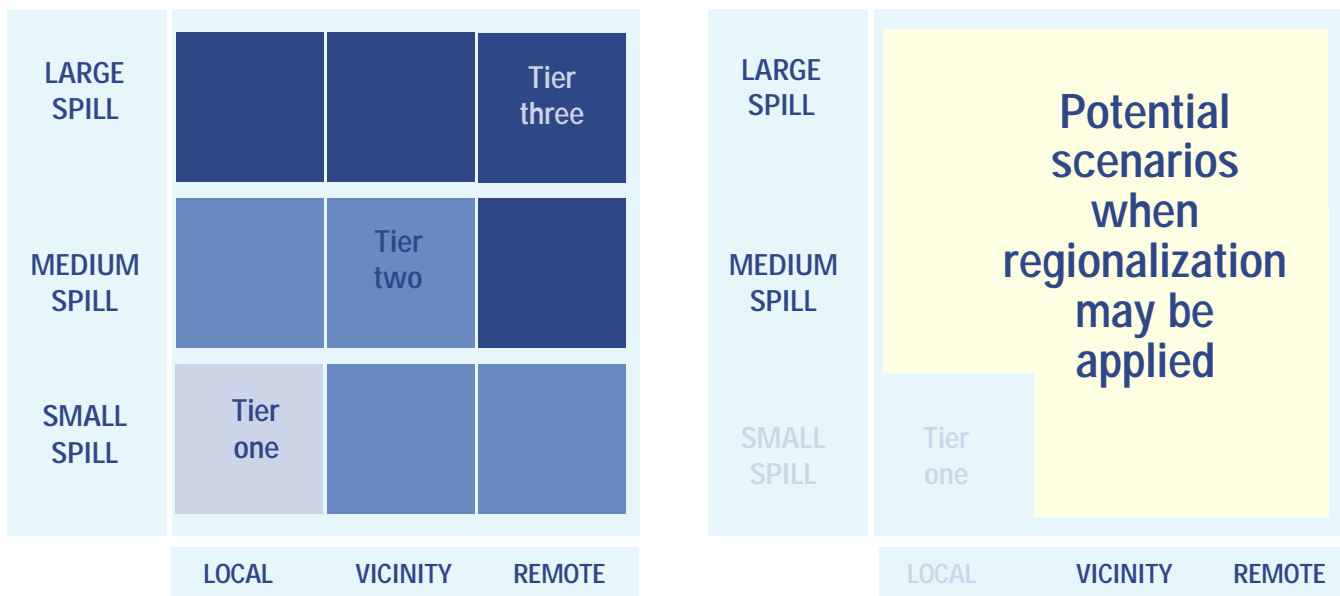 LARGE
SPILL
Tier
three
MEDIUM
SPILL
Tier
two
SMALL
SPILL
Tier
one
LOCAL
VICINITY
REMOTE
LARGE
SPILL
Potential
scenarios
when
regionalization
may be
applied
MEDIUM
SPILL
SMALL
SPILL
Tier
one
LOCAL
VICINITY
REMOTE